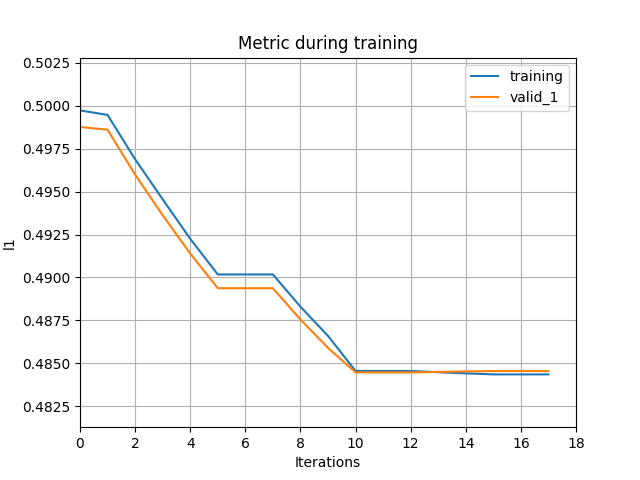 Metric during training
0.5025
0.5000
0.4975
0.4950
0.4925
0.4900
0.4875
0.4850
0.4825
l1
training
valid_1
0 2 4 6 8 10 12 14 16 18
Iterations